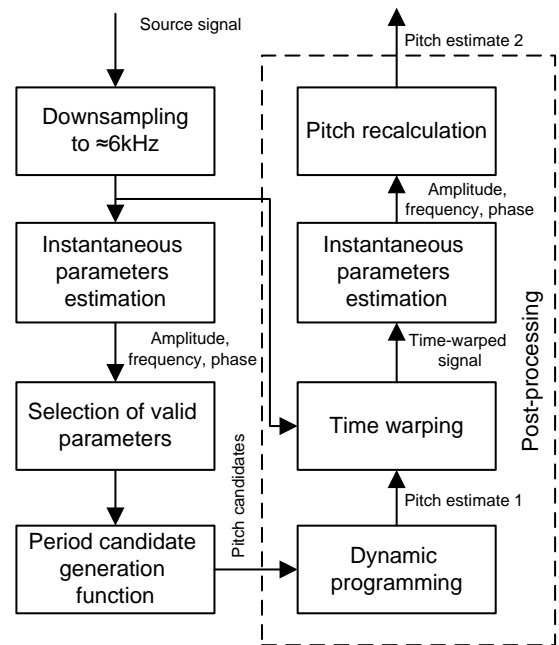 Source signal
Downsampling
to ≈6kHz
Instantaneous
parameters
estimation
Amplitude,
frequency, phase
Selection of valid
parameters
Period candidate
generation
function
Pitch candidates
Pitch estimate 2
Pitch recalculation
Amplitude,
frequency, phase
Instantaneous
parameters
estimation
Time-warped
signal
Time warping
Pitch estimate 1
Dynamic
programming
Post-processing